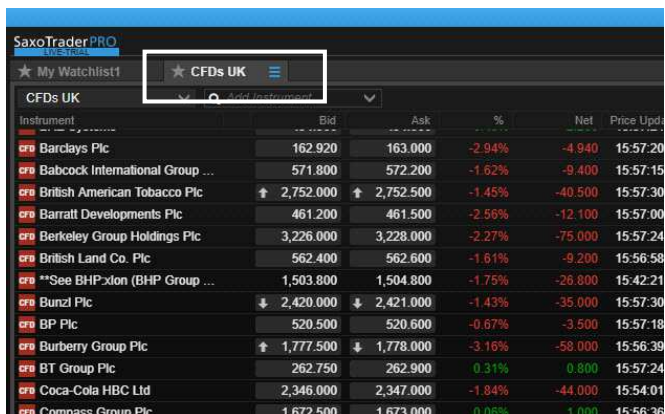 SaxoTraderPRO
LIVE-TRIAL
My Watchlist1 CFDs UK
CFDs UK Add Instrument
Instrument Bid Ask % Net Price Upda
CFD Barclays Plc 162.920 163.000 -2.94% -4.940 15:57:20
CFD Babcock International Group ... 571.800 572.200 -1.62% -9.400 15:57:15
CFD British American Tobacco Plc 2,752.000 2,752.500 -1.45% -40.500 15:57:30
CFD Barratt Developments Plc 461.200 461.500 -2.56% -12.100 15:57:00
CFD Berkeley Group Holdings Plc 3,226.000 3,228.000 -2.27% -75.000 15:57:24
CFD British Land Co. Plc 562.400 562.600 -1.61% -9.200 15:56:58
CFD **See BHP:xlon (BHP Group ... 1,503.800 1,504.800 -1.75% -26.800 15:42:21
CFD Bunzl Plc 2,420.000 2,421.000 -1.43% -35.000 15:57:30
CFD BP Plc 520.500 520.600 -0.67% -3.500 15:57:18
CFD Burberry Group Plc 1,777.500 1,778.000 -3.16% -58.000 15:56:39
CFD BT Group Plc 262.750 262.900 0.31% 0.800 15:57:24
CFD Coca-Cola HBC Ltd 2,346.000 2,347.000 -1.84% -44.000 15:54:01
CFD Compass Group Plc 1,672.500 1,673.000 0.06% 1.000 15:56:36